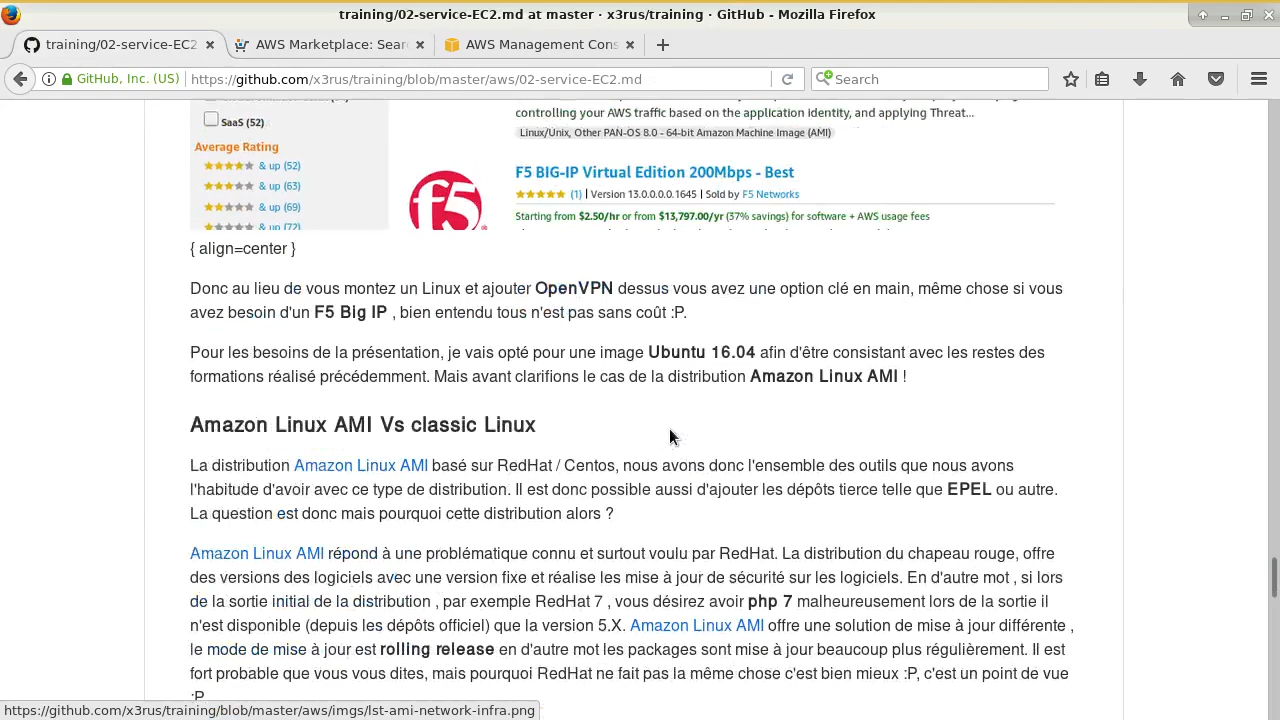 training/02-service-EC2.md at master · x3rus/training · GitHub - Mozilla Firefox
training/02-service-EC2 × AWS Marketplace: Sear × AWS Management Cons ×
GitHub, Inc. (US) https://github.com/x3rus/training/blob/master/aws/02-service-EC2.md Search
controlling your AWS traffic based on the application identity, and applying Threat...
SaaS (52)
Linux/Unix, Other PAN-OS 8.0 - 64-bit Amazon Machine Image (AMI)
Average Rating
& up (52)
& up (63)
& up (69)
& up (72)
f5
F5 BIG-IP Virtual Edition 200Mbps - Best
(1) | Version 13.0.0.0.0.1645 | Sold by F5 Networks
Starting from $2.50/hr or from $13,797.00/yr (37% savings) for software + AWS usage fees
{ align=center }
Donc au lieu de vous montez un Linux et ajouter OpenVPN dessus vous avez une option clé en main, même chose si vous
avez besoin d'un F5 Big IP , bien entendu tous n'est pas sans coût :P.
Pour les besoins de la présentation, je vais opté pour une image Ubuntu 16.04 afin d'être consistant avec les restes des
formations réalisé précédemment. Mais avant clarifions le cas de la distribution Amazon Linux AMI !
Amazon Linux AMI Vs classic Linux
La distribution Amazon Linux AMI basé sur RedHat / Centos, nous avons donc l'ensemble des outils que nous avons
l'habitude d'avoir avec ce type de distribution. Il est donc possible aussi d'ajouter les dépôts tierce telle que EPEL ou autre.
La question est donc mais pourquoi cette distribution alors ?
Amazon Linux AMI répond à une problématique connu et surtout voulu par RedHat. La distribution du chapeau rouge, offre
des versions des logiciels avec une version fixe et réalise les mise à jour de sécurité sur les logiciels. En d'autre mot , si lors
de la sortie initial de la distribution , par exemple RedHat 7 , vous désirez avoir php 7 malheureusement lors de la sortie il
n'est disponible (depuis les dépôts officiel) que la version 5.X. Amazon Linux AMI offre une solution de mise à jour différente ,
le mode de mise à jour est rolling release en d'autre mot les packages sont mise à jour beaucoup plus régulièrement. Il est
fort probable que vous vous dites, mais pourquoi RedHat ne fait pas la même chose c'est bien mieux :P, c'est un point de vue
:P
https://github.com/x3rus/training/blob/master/aws/imgs/lst-ami-network-infra.png